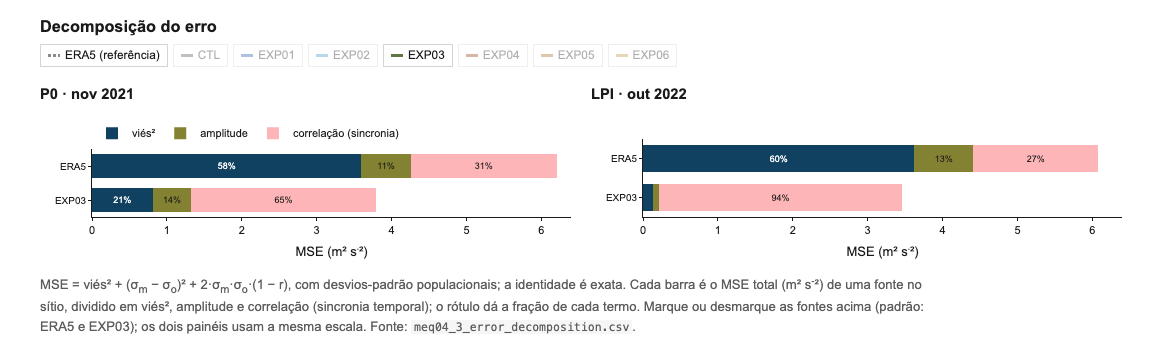 Decomposição do erro
ERA5 (referência) CTL EXP01 EXP02 EXP03 EXP04 EXP05 EXP06
P0 · nov 2021
viés² amplitude correlação (sincronia)
ERA5 58% 11% 31%
EXP03 21% 14% 65%
0 1 2 3 4 5 6
MSE (m² s⁻²)
LPI · out 2022
ERA5 60% 13% 27%
EXP03 94%
0 1 2 3 4 5 6
MSE (m² s⁻²)
MSE = viés² + (σm − σo)² + 2·σm·σo·(1 − r), com desvios-padrão populacionais; a identidade é exata. Cada barra é o MSE total (m² s⁻²) de uma fonte no
sítio, dividido em viés², amplitude e correlação (sincronia temporal); o rótulo dá a fração de cada termo. Marque ou desmarque as fontes acima (padrão:
ERA5 e EXP03); os dois painéis usam a mesma escala. Fonte: meq04_3_error_decomposition.csv.